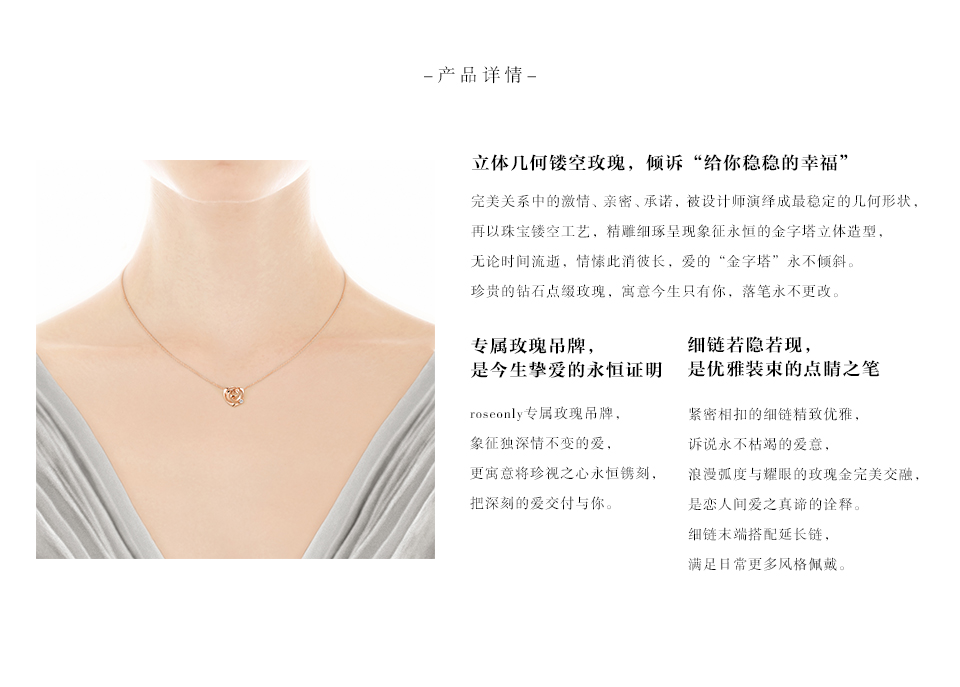 –产品详情–
立体几何镂空玫瑰，倾诉“给你稳稳的幸福”
完美关系中的激情、亲密、承诺，被设计师演绎成最稳定的几何形状，
再以珠宝镂空工艺，精雕细琢呈现象征永恒的金字塔立体造型，
无论时间流逝，情愫此消彼长，爱的“金字塔”永不倾斜。
珍贵的钻石点缀玫瑰，寓意今生只有你，落笔永不更改。
专属玫瑰吊牌，
是今生挚爱的永恒证明
roseonly专属玫瑰吊牌，
象征独深情不变的爱，
更寓意将珍视之心永恒镌刻，
把深刻的爱交付与你。
细链若隐若现，
是优雅装束的点睛之笔
紧密相扣的细链精致优雅，
诉说永不枯竭的爱意，
浪漫弧度与耀眼的玫瑰金完美交融，
是恋人间爱之真谛的诠释。
细链末端搭配延长链，
满足日常更多风格佩戴。